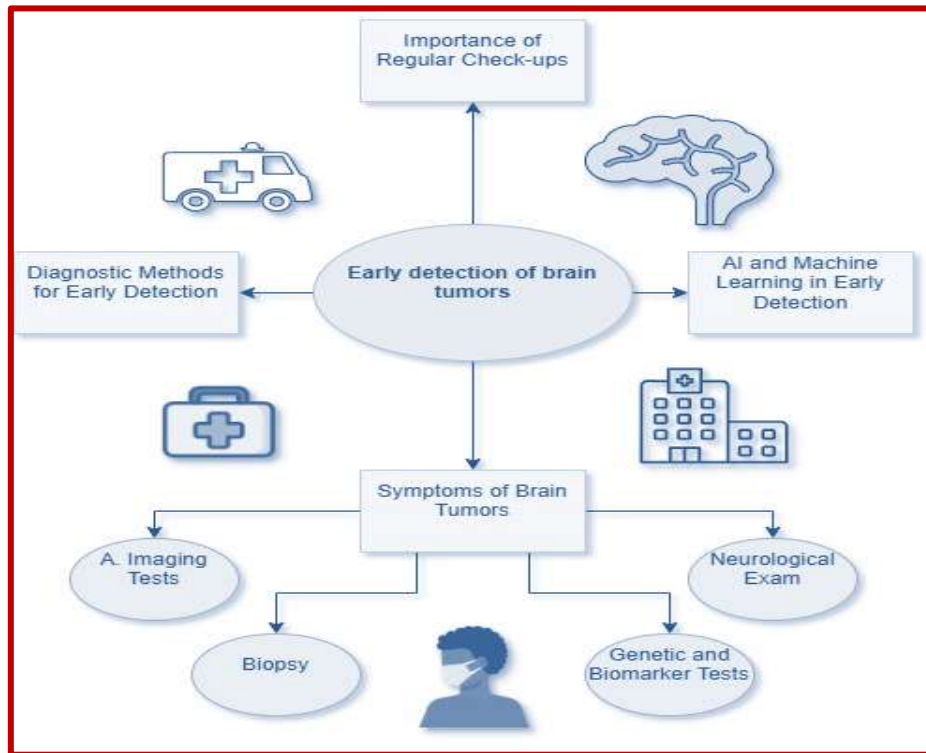 Importance of
Regular Check-ups
Diagnostic Methods
for Early Detection
Early detection of brain
tumors
AI and Machine
Learning in Early
Detection
Symptoms of Brain
Tumors
A. Imaging
Tests
Neurological
Exam
Biopsy
Genetic and
Biomarker Tests